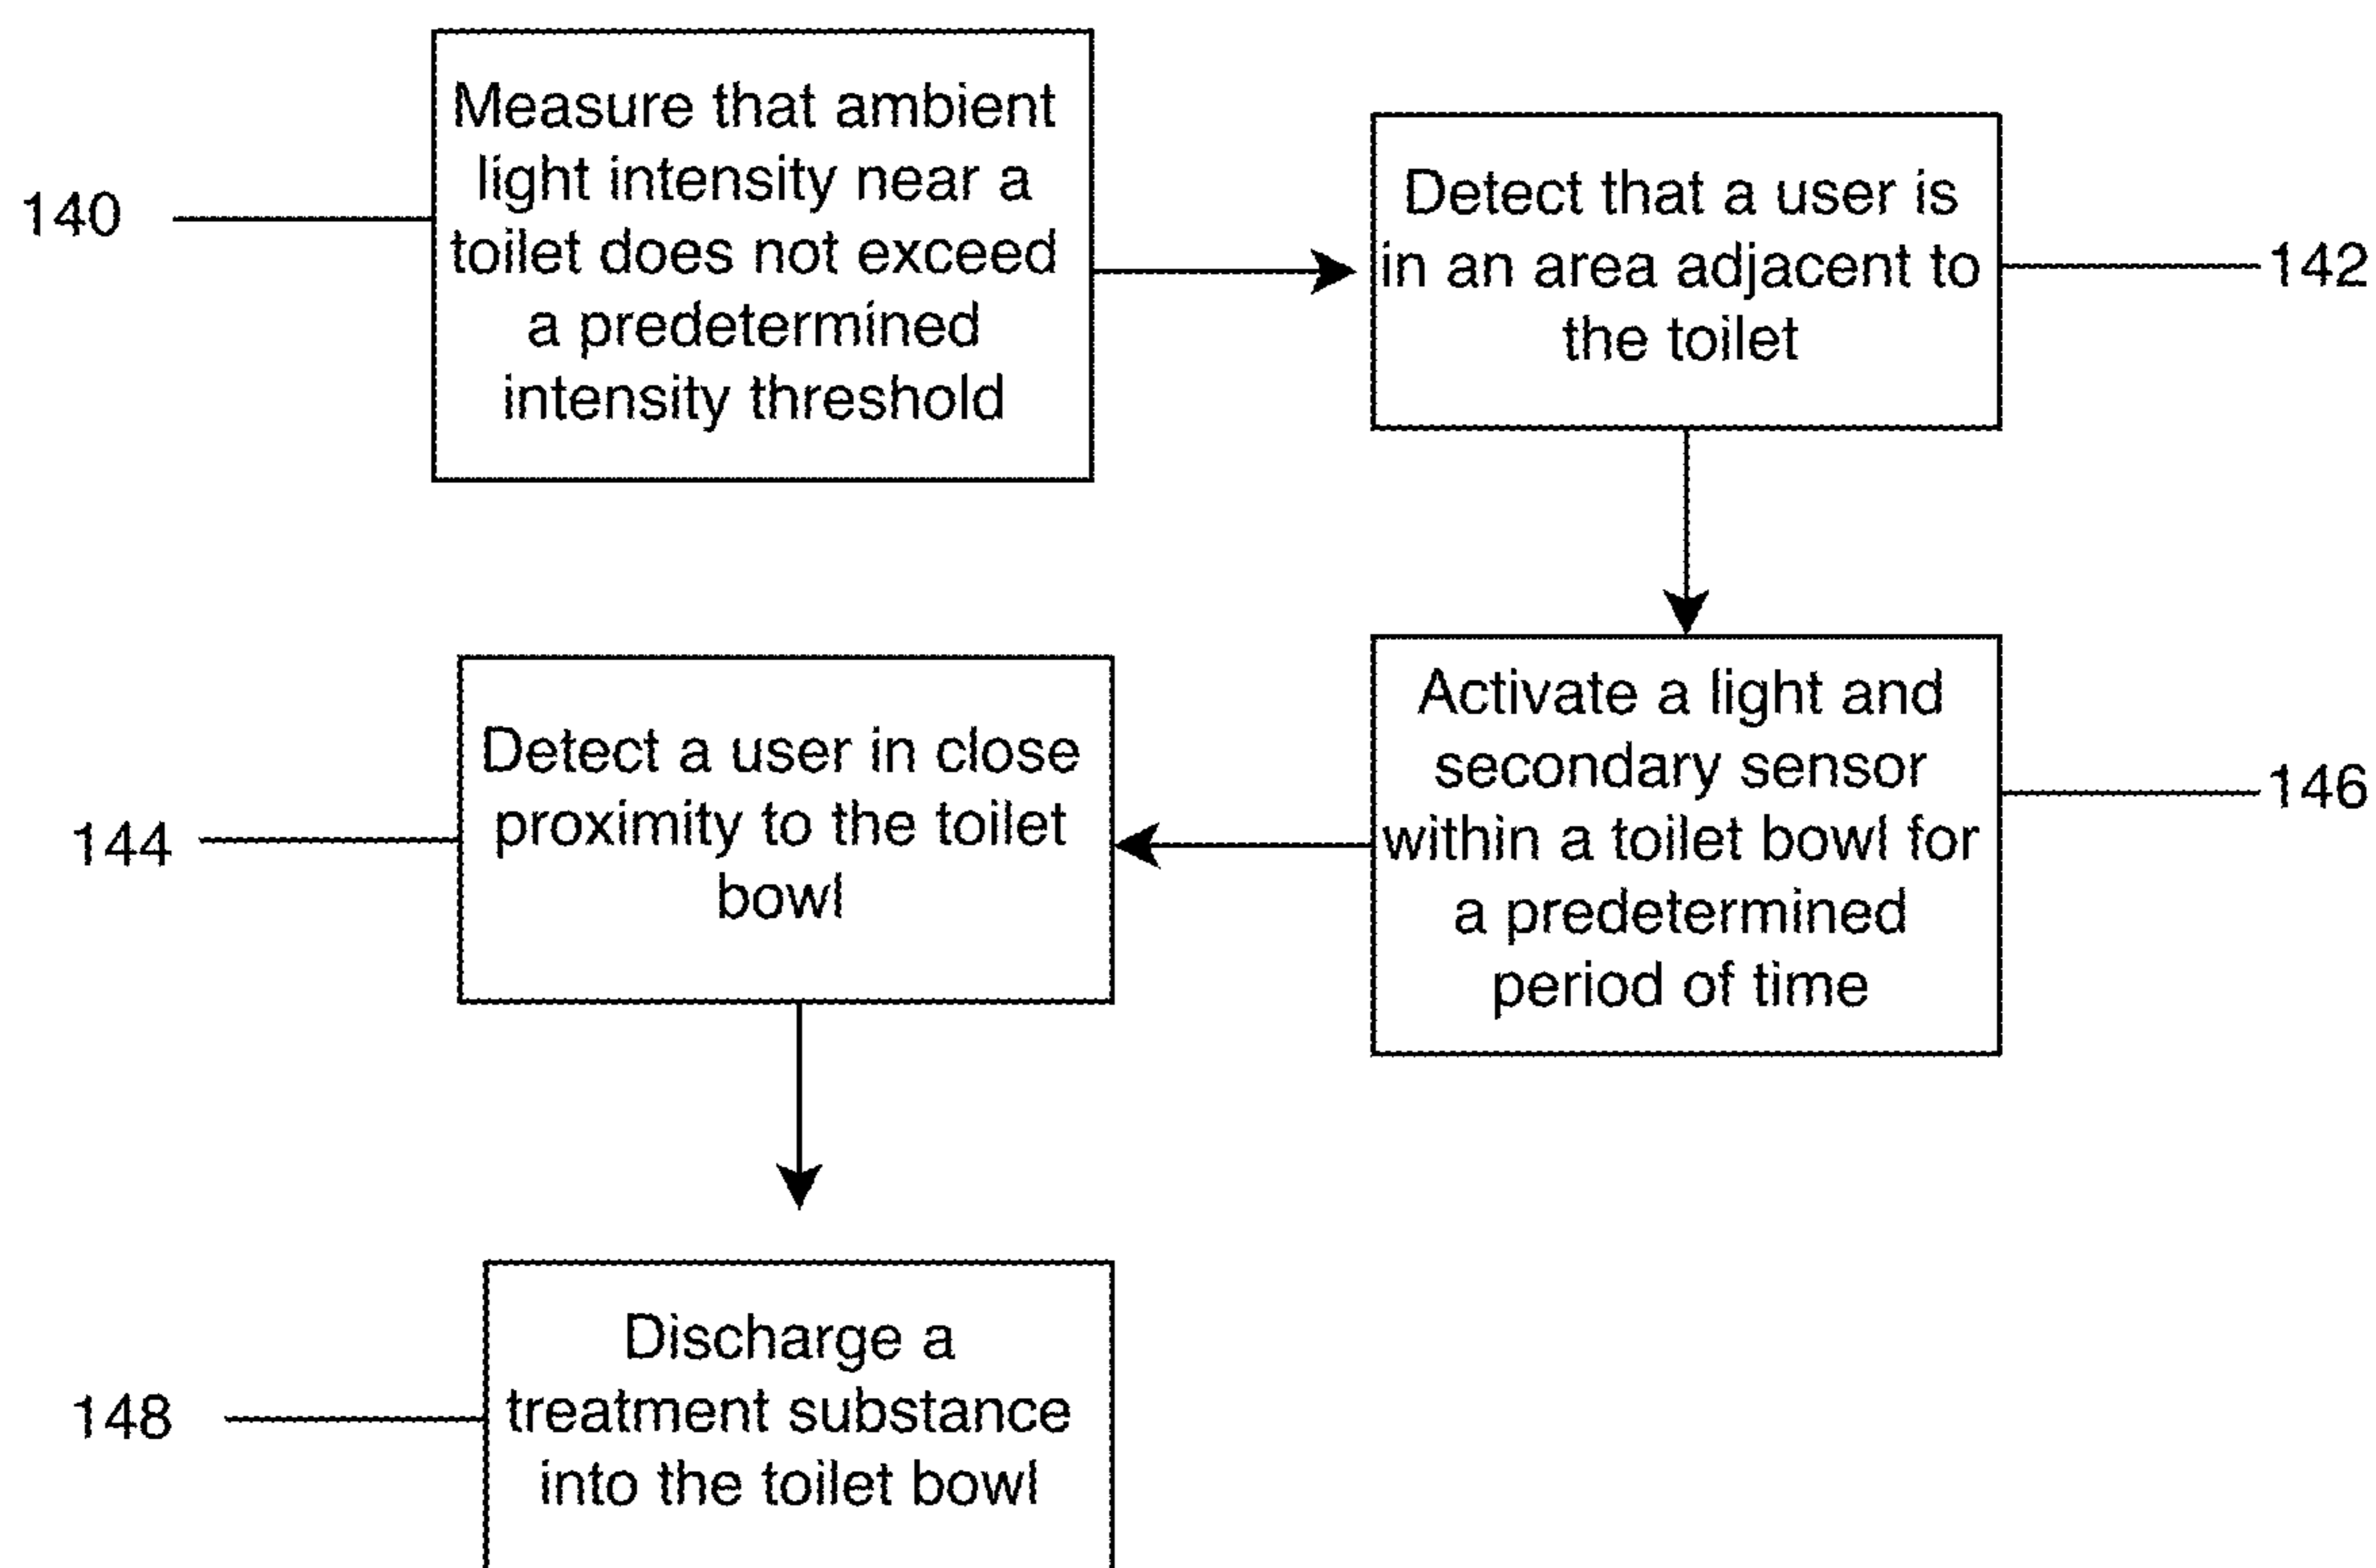 140
Measure that ambient
light intensity near a
toilet does not exceed
a predetermined
intensity threshold
Detect that a user is
in an area adjacent to
the toilet
142
Activate a light and
secondary sensor
within a toilet bowl for
a predetermined
period of time
146
144
Detect a user in close
proximity to the toilet
bowl
148
Discharge a
treatment substance
into the toilet bowl